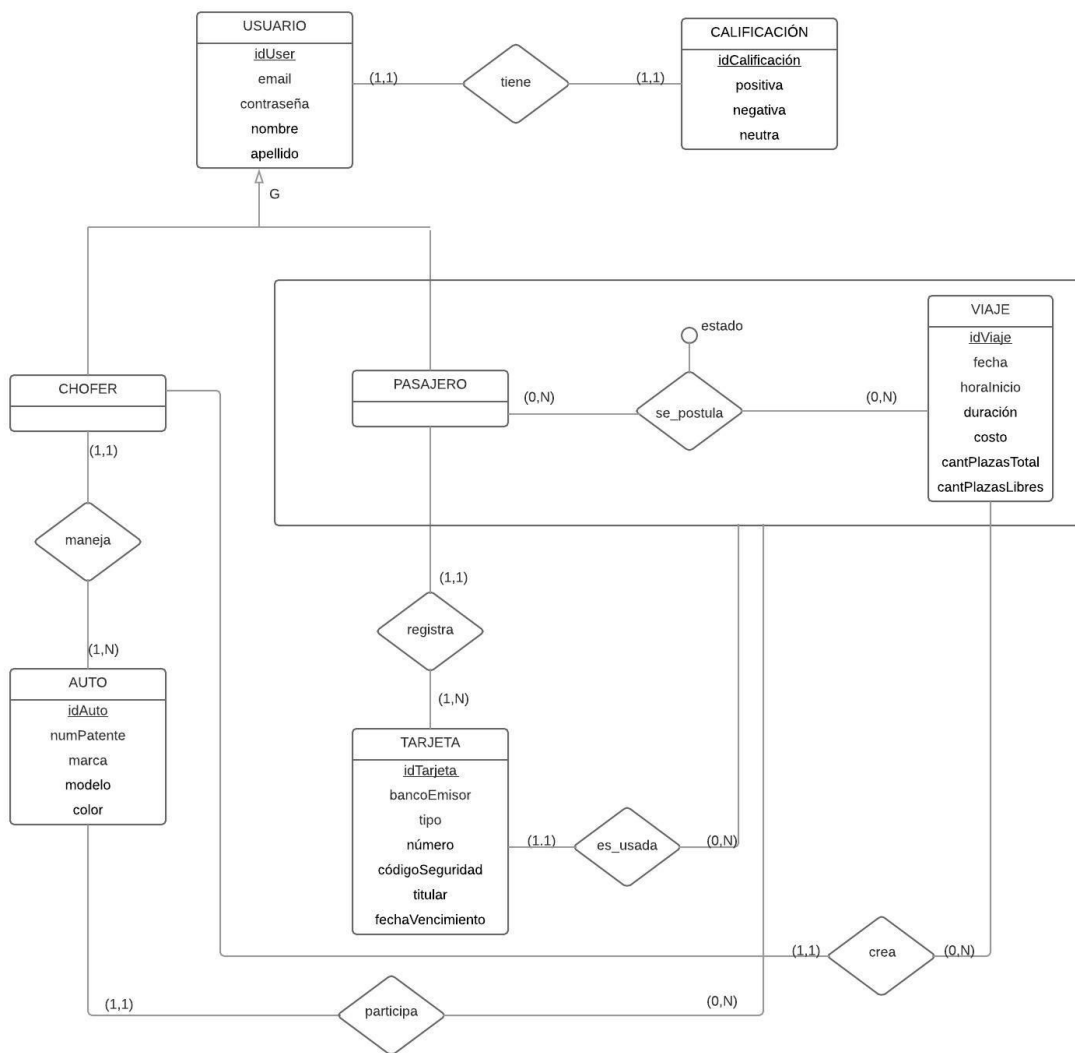 USUARIO
idUser
email
contraseña
nombre
apellido
(1,1)
tiene
(1,1)
CALIFICACIÓN
idCalificación
positiva
negativa
neutra
G
CHOFER
PASAJERO
(0,N)
estado
se_postula
(0,N)
VIAJE
idViaje
fecha
horaInicio
duración
costo
cantPlazasTotal
cantPlazasLibres
(1,1)
maneja
(1,N)
AUTO
idAuto
numPatente
marca
modelo
color
(1,1)
registra
(1,N)
TARJETA
idTarjeta
bancoEmisor
tipo
número
códigoSeguridad
titular
fechaVencimiento
(1.1)
es_usada
(0,N)
(1,1)
crea
(0,N)
(1,1)
participa
(0,N)